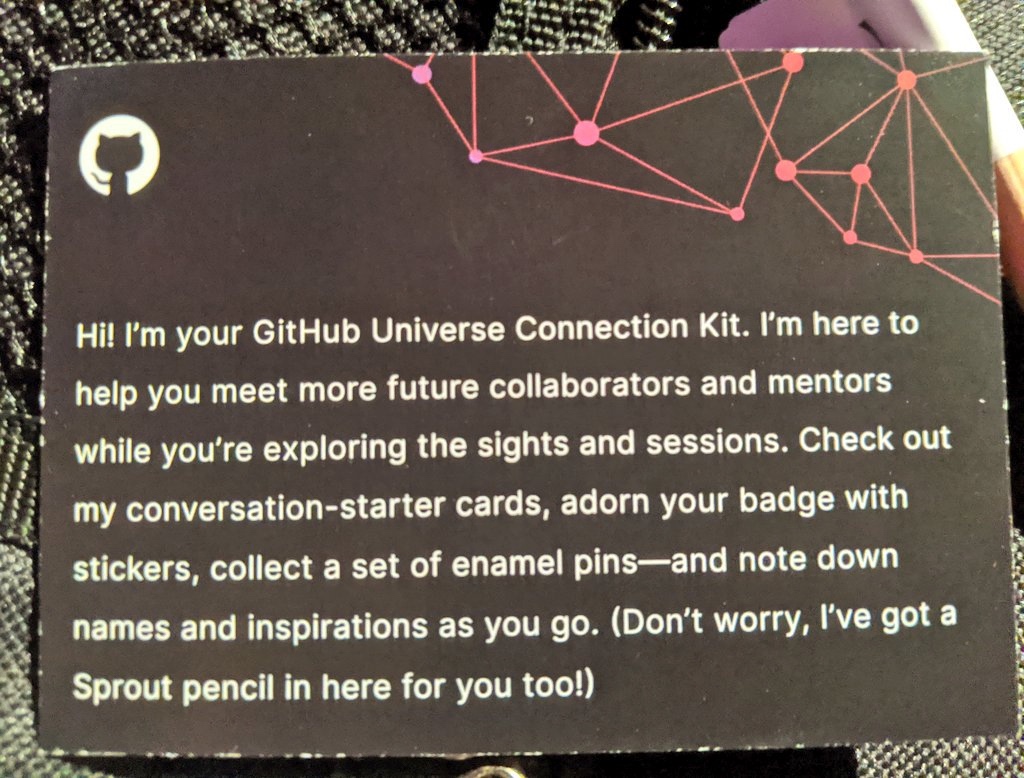 Hi! I'm your GitHub Universe Connection Kit. I'm here to
help you meet more future collaborators and mentors
while you're exploring the sights and sessions. Check out
my conversation-starter cards, adorn your badge with
stickers, collect a set of enamel pins—and note down
names and inspirations as you go. (Don't worry, I've got a
Sprout pencil in here for you too!)